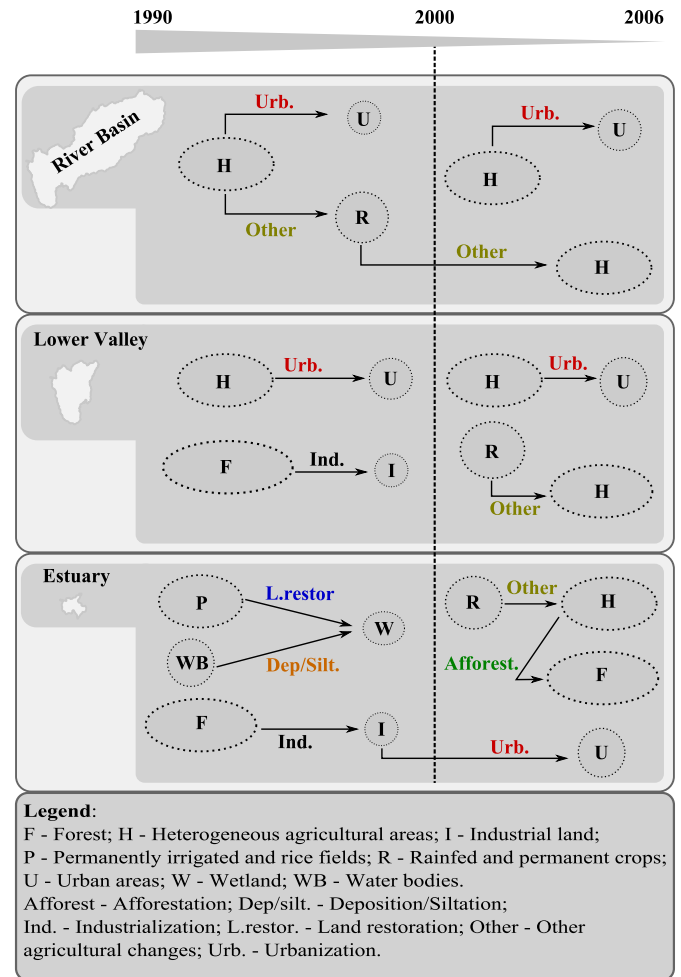 1990 2000 2006
River Basin
Urb.
U
H
Other
R
Urb.
U
H
Other
H
Lower Valley
H
Urb.
U
F
Ind.
I
H
Urb.
U
R
Other
H
Estuary
P
L.restor
W
WB
Dep/Silt.
F
Ind.
I
R
Other
H
Afforest.
F
Urb.
U
Legend:
F - Forest; H - Heterogeneous agricultural areas; I - Industrial land;
P - Permanently irrigated and rice fields; R - Rainfed and permanent crops;
U - Urban areas; W - Wetland; WB - Water bodies.
Afforest - Afforestation; Dep/silt. - Deposition/Siltation;
Ind. - Industrialization; L.restor. - Land restoration; Other - Other
agricultural changes; Urb. - Urbanization.